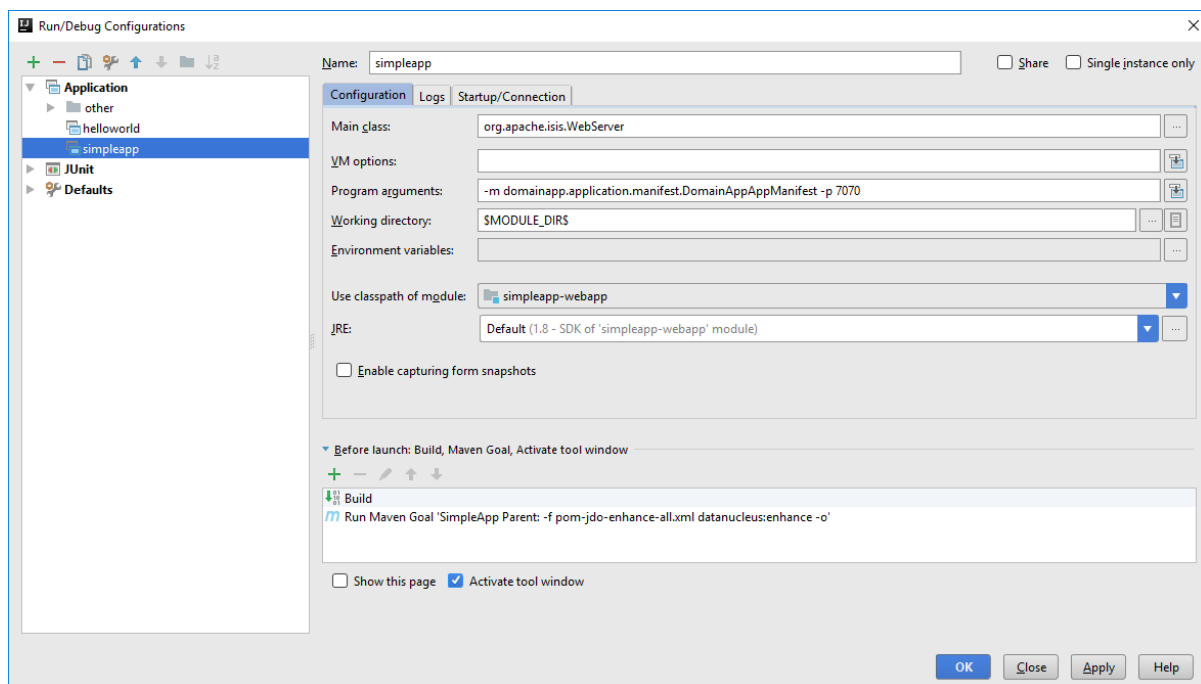 Run/Debug Configurations
Name: simpleapp
Share
Single instance only
Application
other
helloworld
simpleapp
JUnit
Defaults
Configuration Logs Startup/Connection
Main class: org.apache.isis.WebServer
VM options:
Program arguments: -m domainapp.application.manifest.DomainAppAppManifest -p 7070
Working directory: $MODULE_DIR$
Environment variables:
Use classpath of module: simpleapp-webapp
JRE: Default (1.8 - SDK of 'simpleapp-webapp' module)
Enable capturing form snapshots
Before launch: Build, Maven Goal, Activate tool window
Build
Run Maven Goal 'SimpleApp Parent: -f pom-jdo-enhance-all.xml datanucleus:enhance -o'
Show this page Activate tool window
OK Close Apply Help